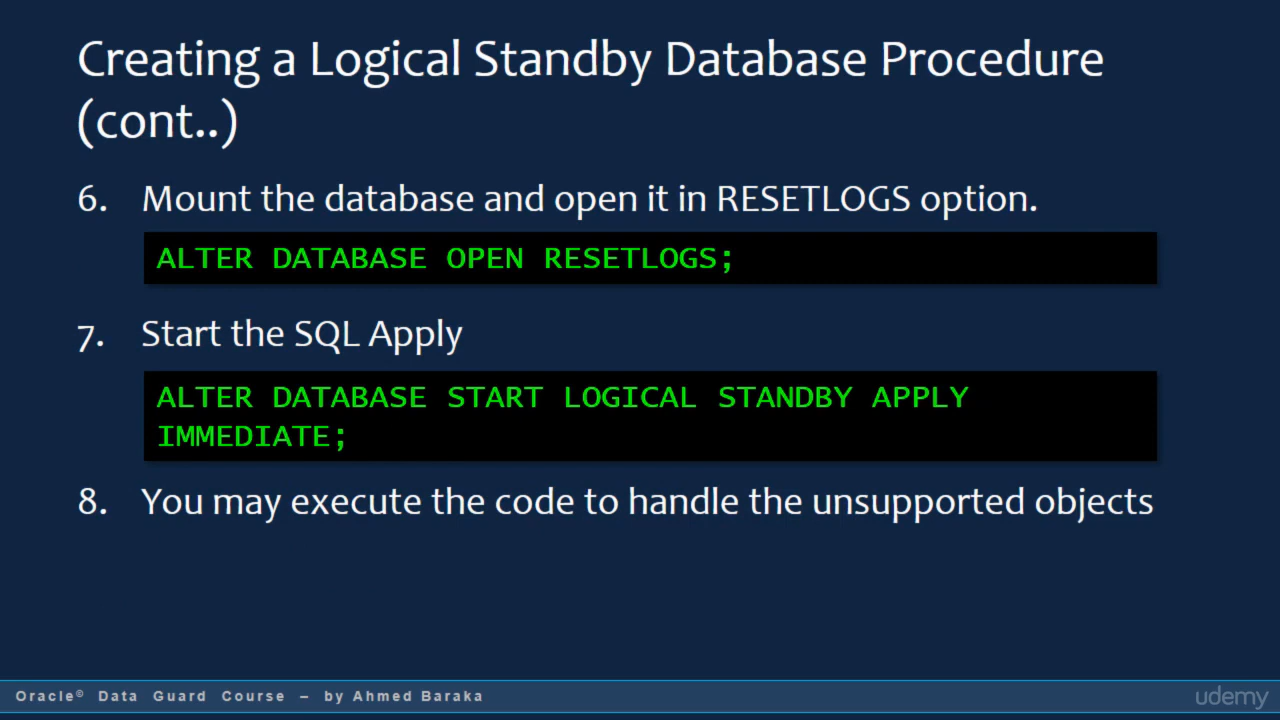 Creating a Logical Standby Database Procedure
(cont..)
6. Mount the database and open it in RESETLOGS option.
ALTER DATABASE OPEN RESETLOGS;
7. Start the SQL Apply
ALTER DATABASE START LOGICAL STANDBY APPLY
IMMEDIATE;
8. You may execute the code to handle the unsupported objects
Oracle© Data Guard Course – by Ahmed Baraka
udemy